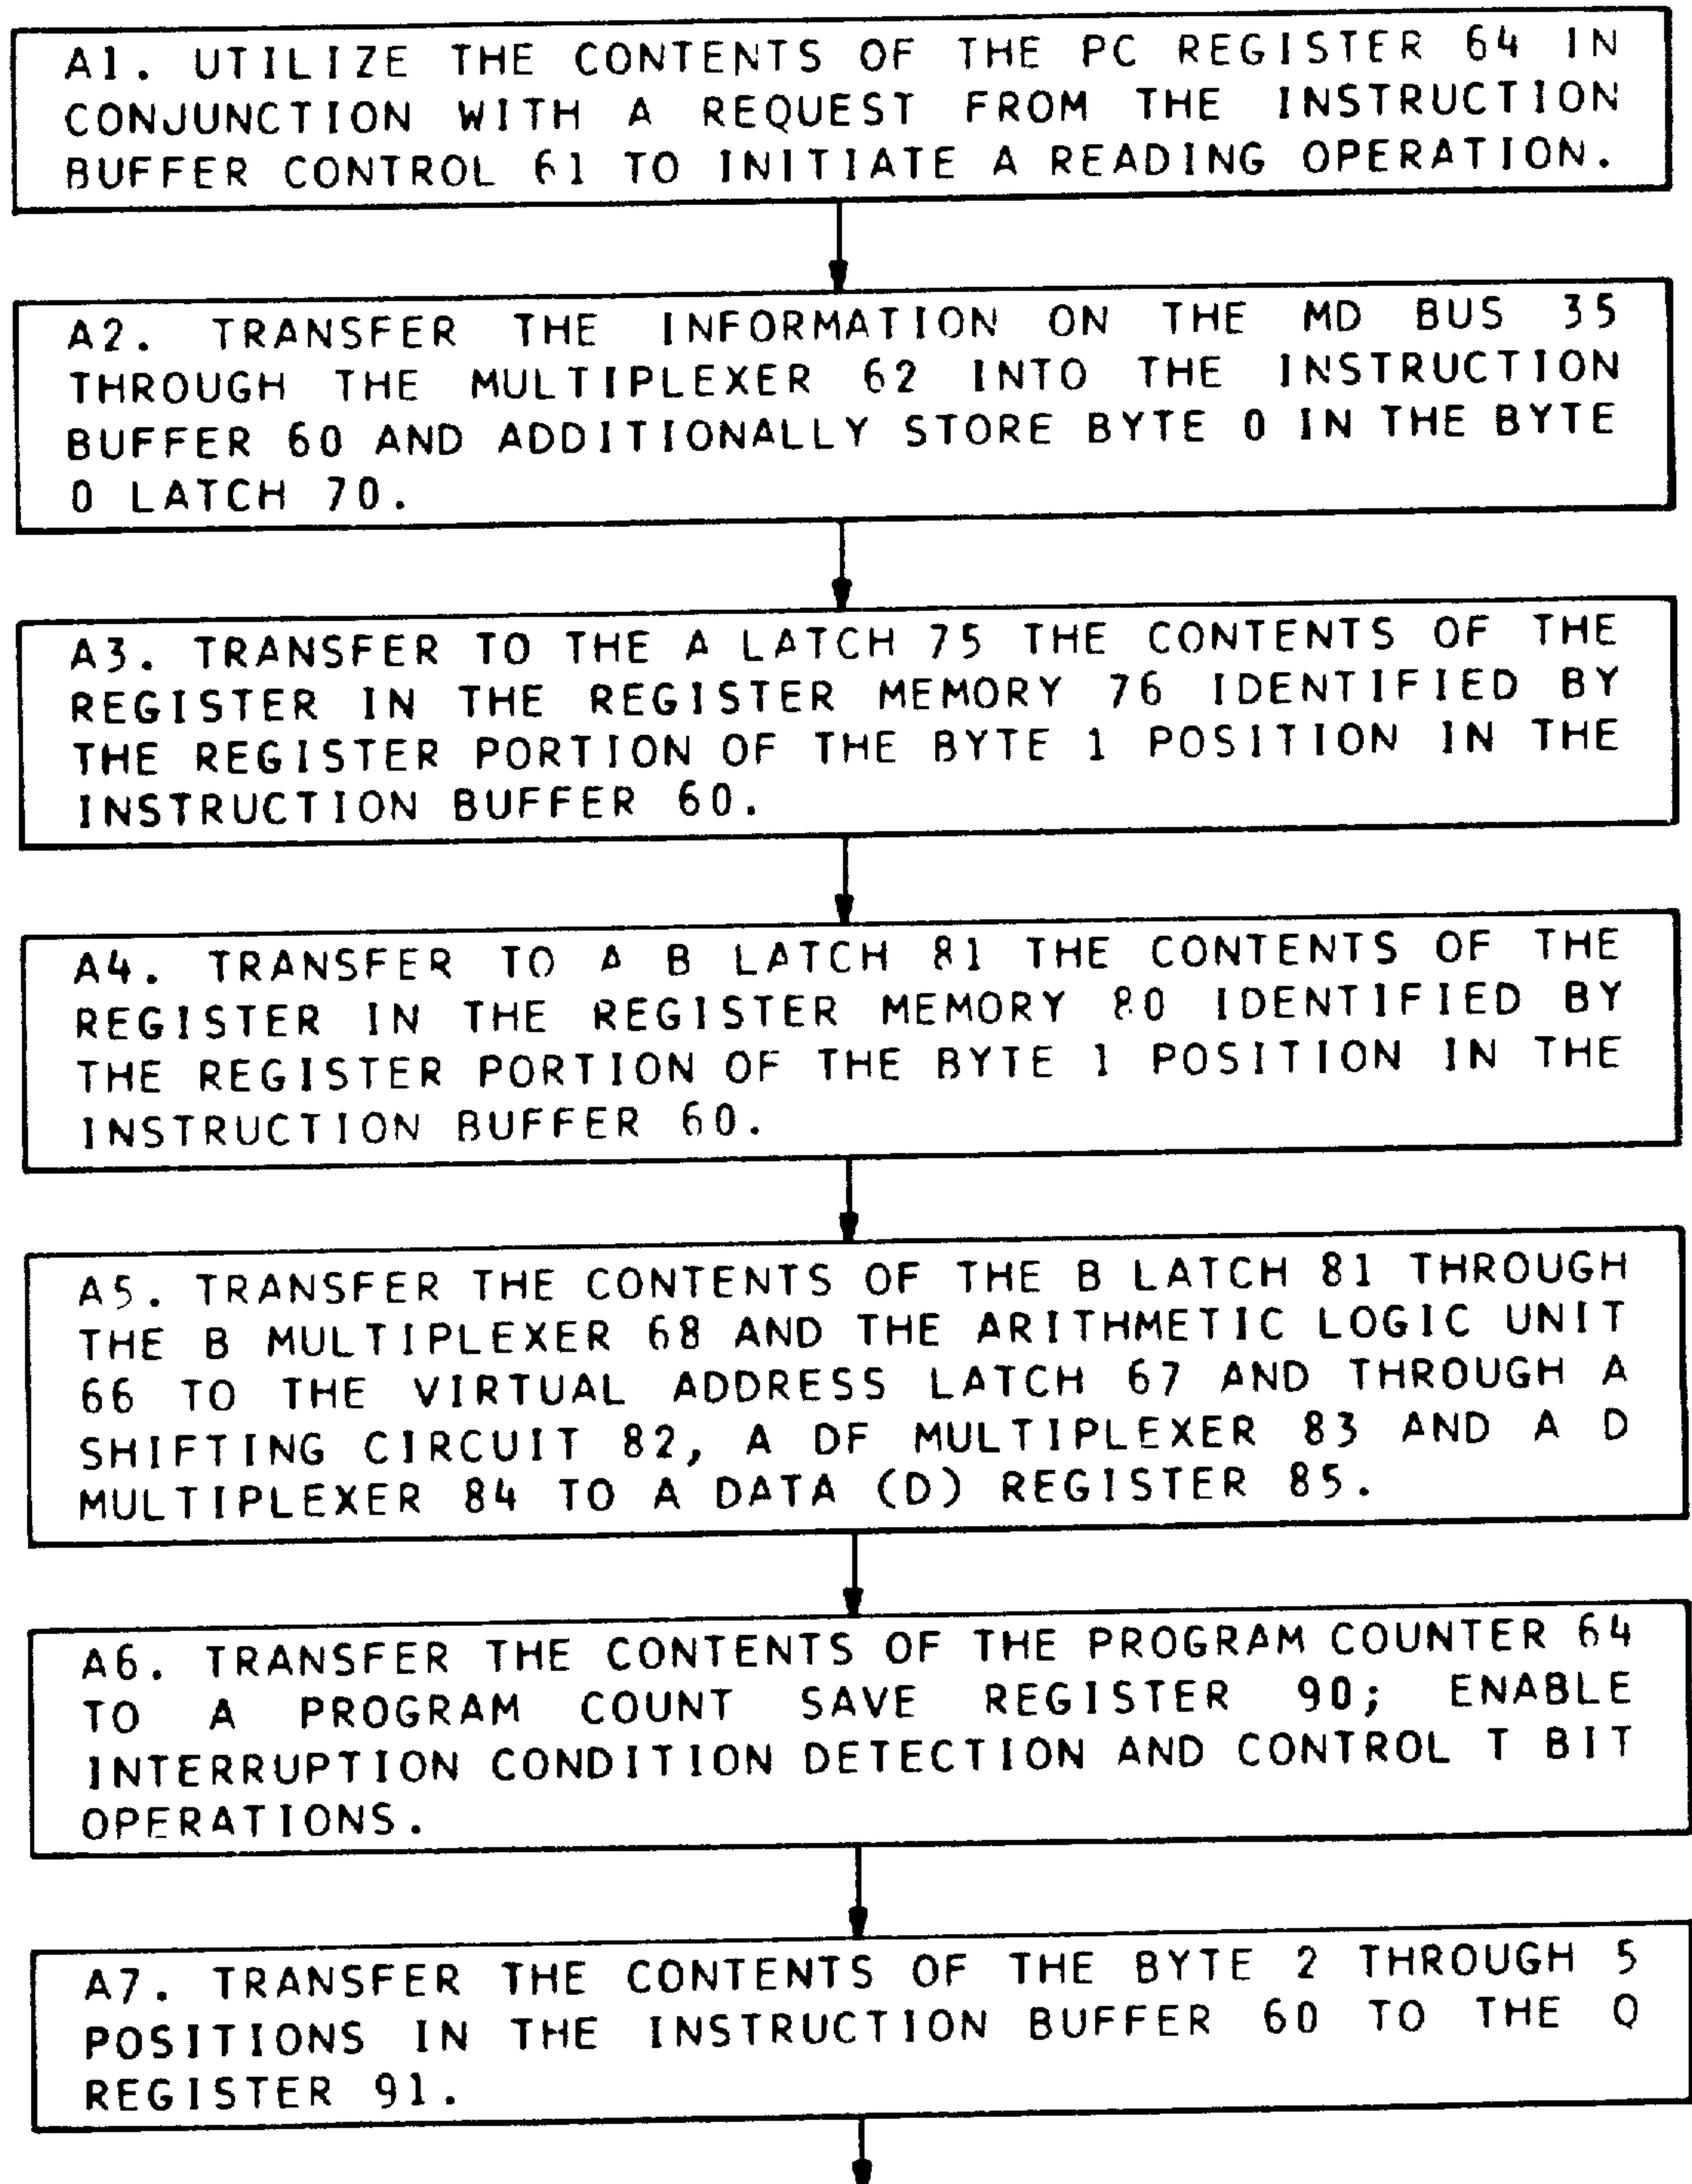 A1. UTILIZE THE CONTENTS OF THE PC REGISTER 64 IN
CONJUNCTION WITH A REQUEST FROM THE INSTRUCTION
BUFFER CONTROL 61 TO INITIATE A READING OPERATION.
A2. TRANSFER THE INFORMATION ON THE MD BUS 35
THROUGH THE MULTIPLEXER 62 INTO THE INSTRUCTION
BUFFER 60 AND ADDITIONALLY STORE BYTE 0 IN THE BYTE
0 LATCH 70.
A3. TRANSFER TO THE A LATCH 75 THE CONTENTS OF THE
REGISTER IN THE REGISTER MEMORY 76 IDENTIFIED BY
THE REGISTER PORTION OF THE BYTE 1 POSITION IN THE
INSTRUCTION BUFFER 60.
A4. TRANSFER TO A B LATCH 81 THE CONTENTS OF THE
REGISTER IN THE REGISTER MEMORY 80 IDENTIFIED BY
THE REGISTER PORTION OF THE BYTE 1 POSITION IN THE
INSTRUCTION BUFFER 60.
A5. TRANSFER THE CONTENTS OF THE B LATCH 81 THROUGH
THE B MULTIPLEXER 68 AND THE ARITHMETIC LOGIC UNIT
66 TO THE VIRTUAL ADDRESS LATCH 67 AND THROUGH A
SHIFTING CIRCUIT 82, A DF MULTIPLEXER 83 AND A D
MULTIPLEXER 84 TO A DATA (D) REGISTER 85.
A6. TRANSFER THE CONTENTS OF THE PROGRAM COUNTER 64
TO A PROGRAM COUNT SAVE REGISTER 90; ENABLE
INTERRUPTION CONDITION DETECTION AND CONTROL T BIT
OPERATIONS.
A7. TRANSFER THE CONTENTS OF THE BYTE 2 THROUGH 5
POSITIONS IN THE INSTRUCTION BUFFER 60 TO THE Q
REGISTER 91.